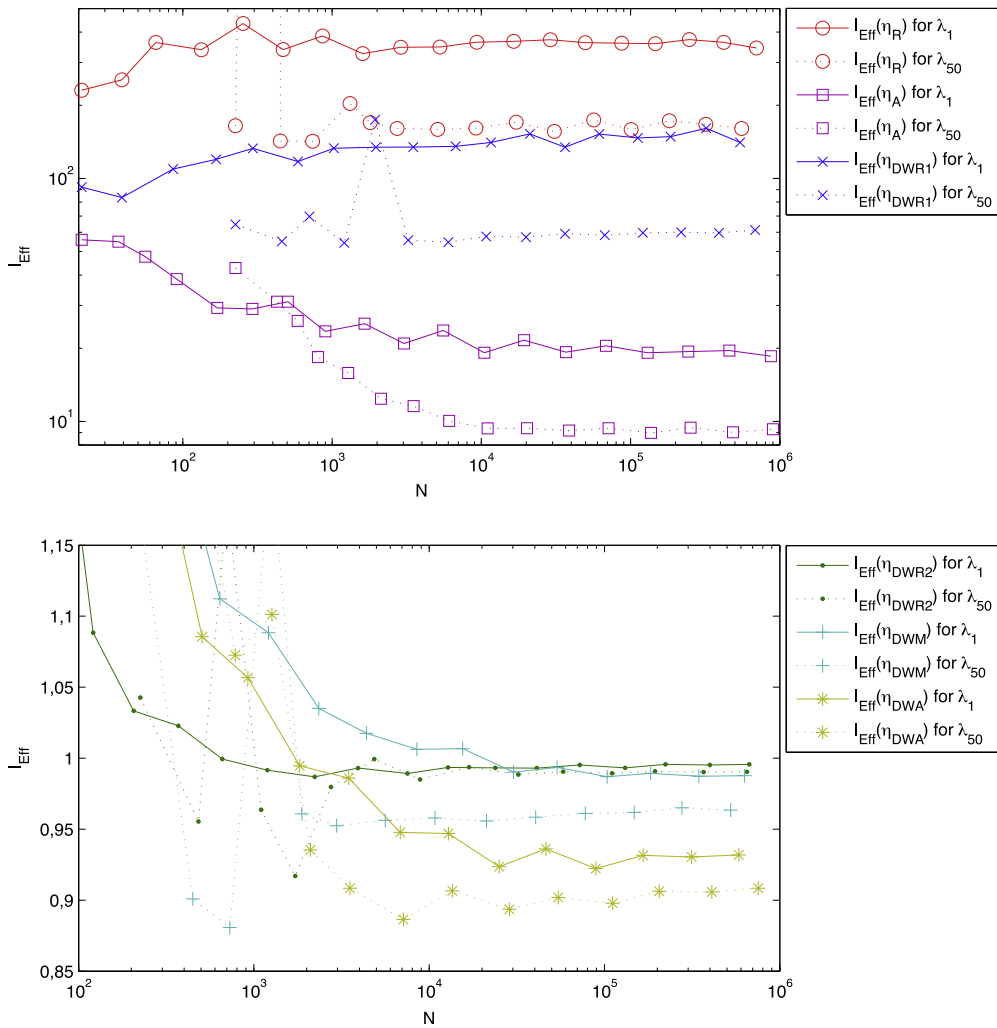 I_Eff
10^2
10^1
10^2
10^3
10^4
10^5
10^6
N
I_Eff(η_R) for λ_1
I_Eff(η_R) for λ_50
I_Eff(η_A) for λ_1
I_Eff(η_A) for λ_50
I_Eff(η_DWR1) for λ_1
I_Eff(η_DWR1) for λ_50
I_Eff
1,15
1,1
1,05
1
0,95
0,9
0,85
10^2
10^3
10^4
10^5
10^6
N
I_Eff(η_DWR2) for λ_1
I_Eff(η_DWR2) for λ_50
I_Eff(η_DWM) for λ_1
I_Eff(η_DWM) for λ_50
I_Eff(η_DWA) for λ_1
I_Eff(η_DWA) for λ_50